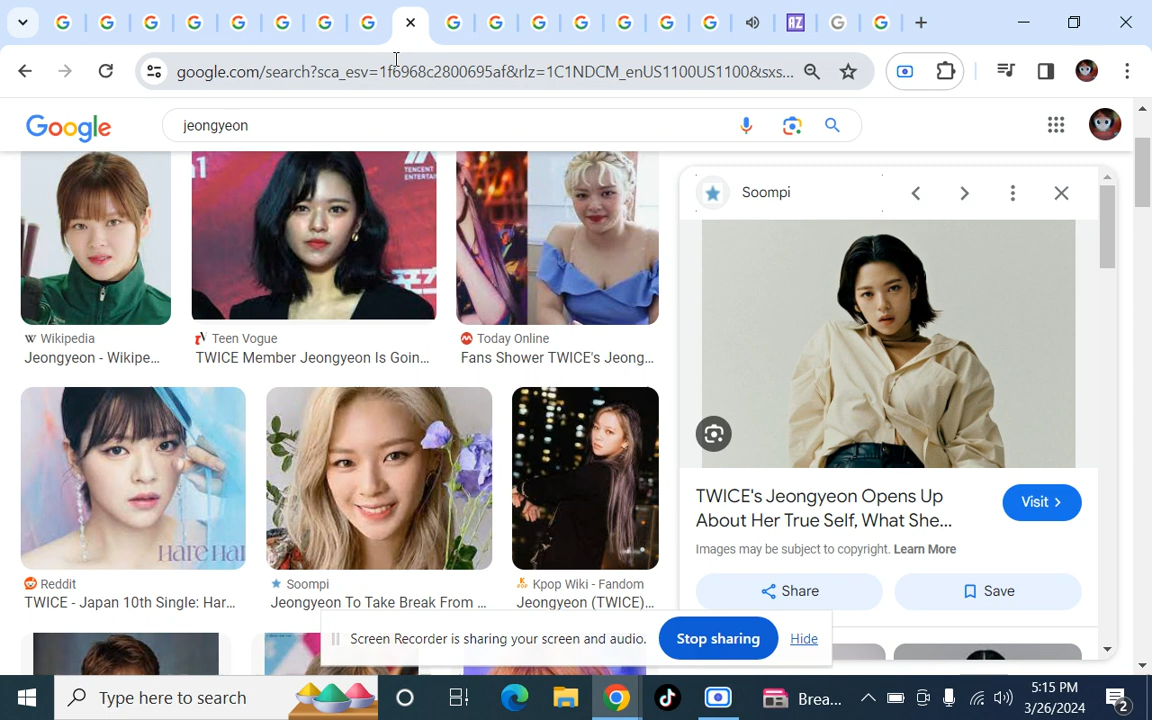 google.com/search?sca_esv=1f6968c2800695af&rlz=1C1NDCM_enUS1100US1100&sxs...
Google
jeongyeon
Soompi
Wikipedia
Jeongyeon - Wikipe...
Teen Vogue
TWICE Member Jeongyeon Is Goin...
Today Online
Fans Shower TWICE's Jeong...
TWICE's Jeongyeon Opens Up
About Her True Self, What She...
Visit
Images may be subject to copyright. Learn More
Share
Save
Reddit
TWICE - Japan 10th Single: Har...
Soompi
Jeongyeon To Take Break From ...
Kpop Wiki - Fandom
Jeongyeon (TWICE)...
Screen Recorder is sharing your screen and audio.
Stop sharing
Hide
Type here to search
Brea...
5:15 PM
3/26/2024
2